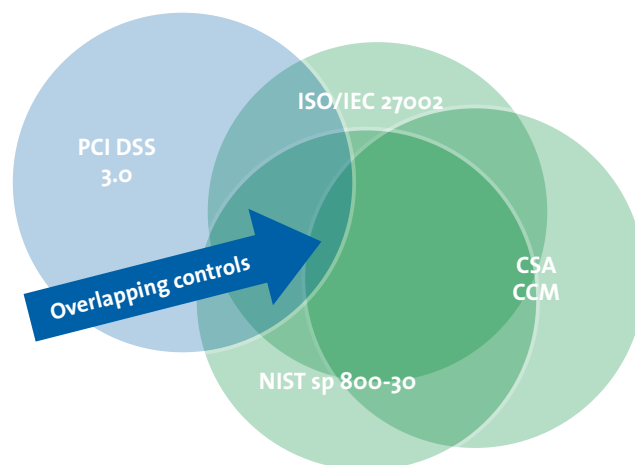 ISO/IEC 27002
PCI DSS
3.0
Overlapping controls
CSA
CCM
NIST sp 800-30